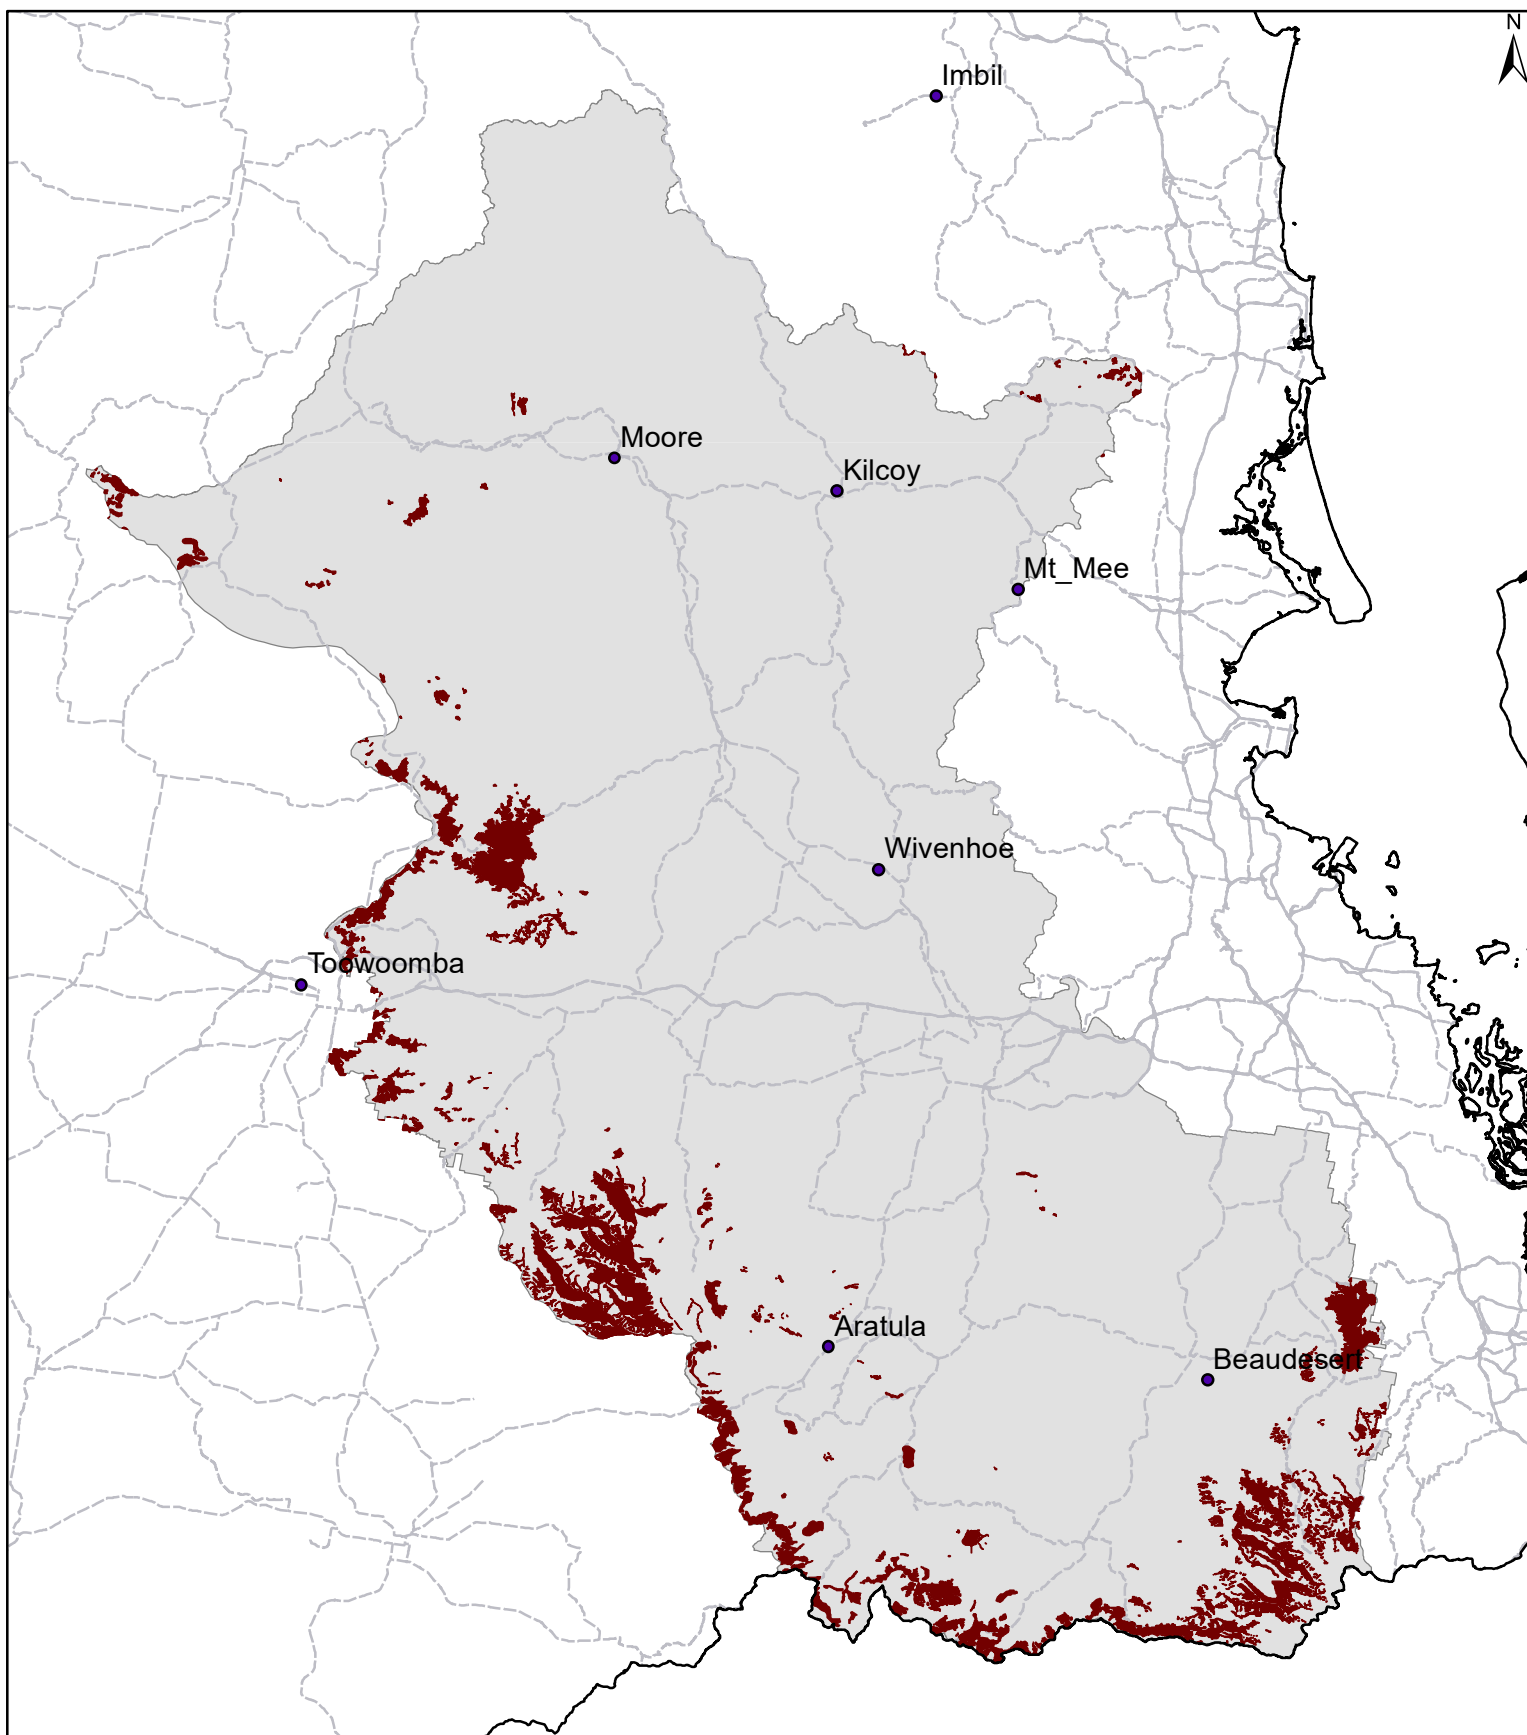 N
Imbil
Moore
Kilcoy
Mt_Mee
Wivenhoe
Toowoomba
Aratula
Beaudesert